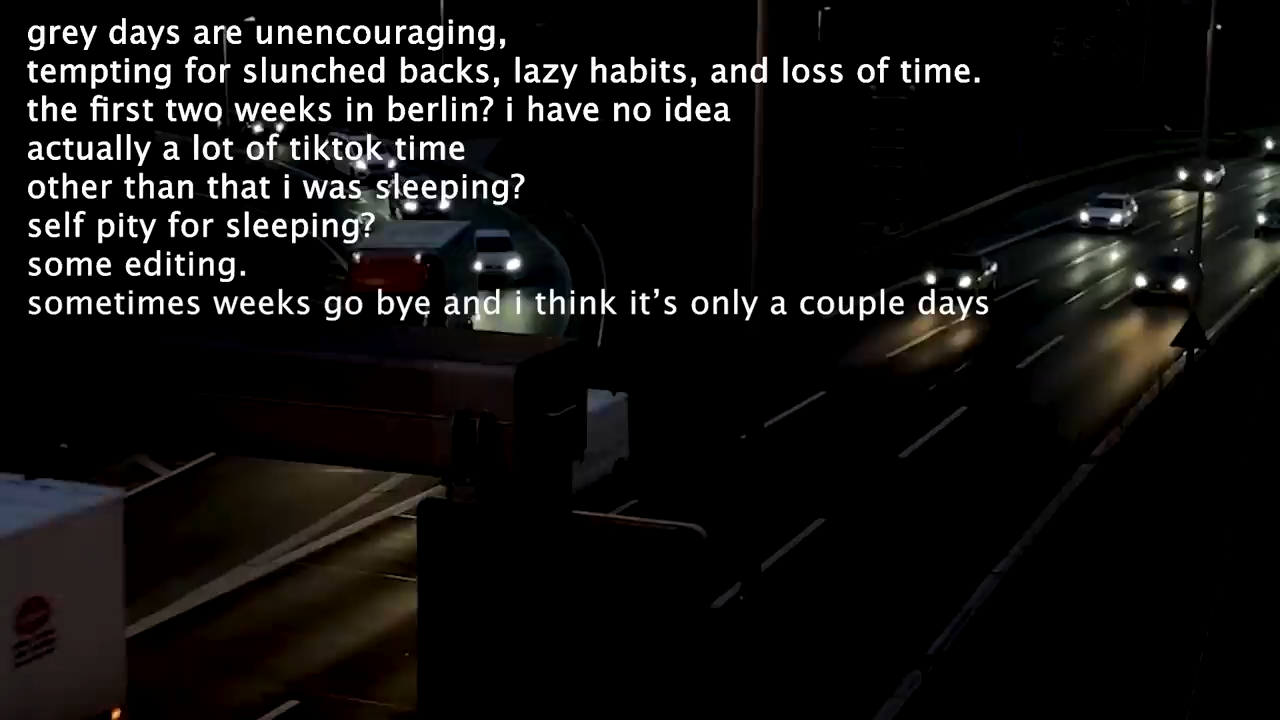 grey days are unencouraging,
tempting for slunched backs, lazy habits, and loss of time.
the first two weeks in berlin? i have no idea
actually a lot of tiktok time
other than that i was sleeping?
self pity for sleeping?
some editing.
sometimes weeks go bye and i think it’s only a couple days